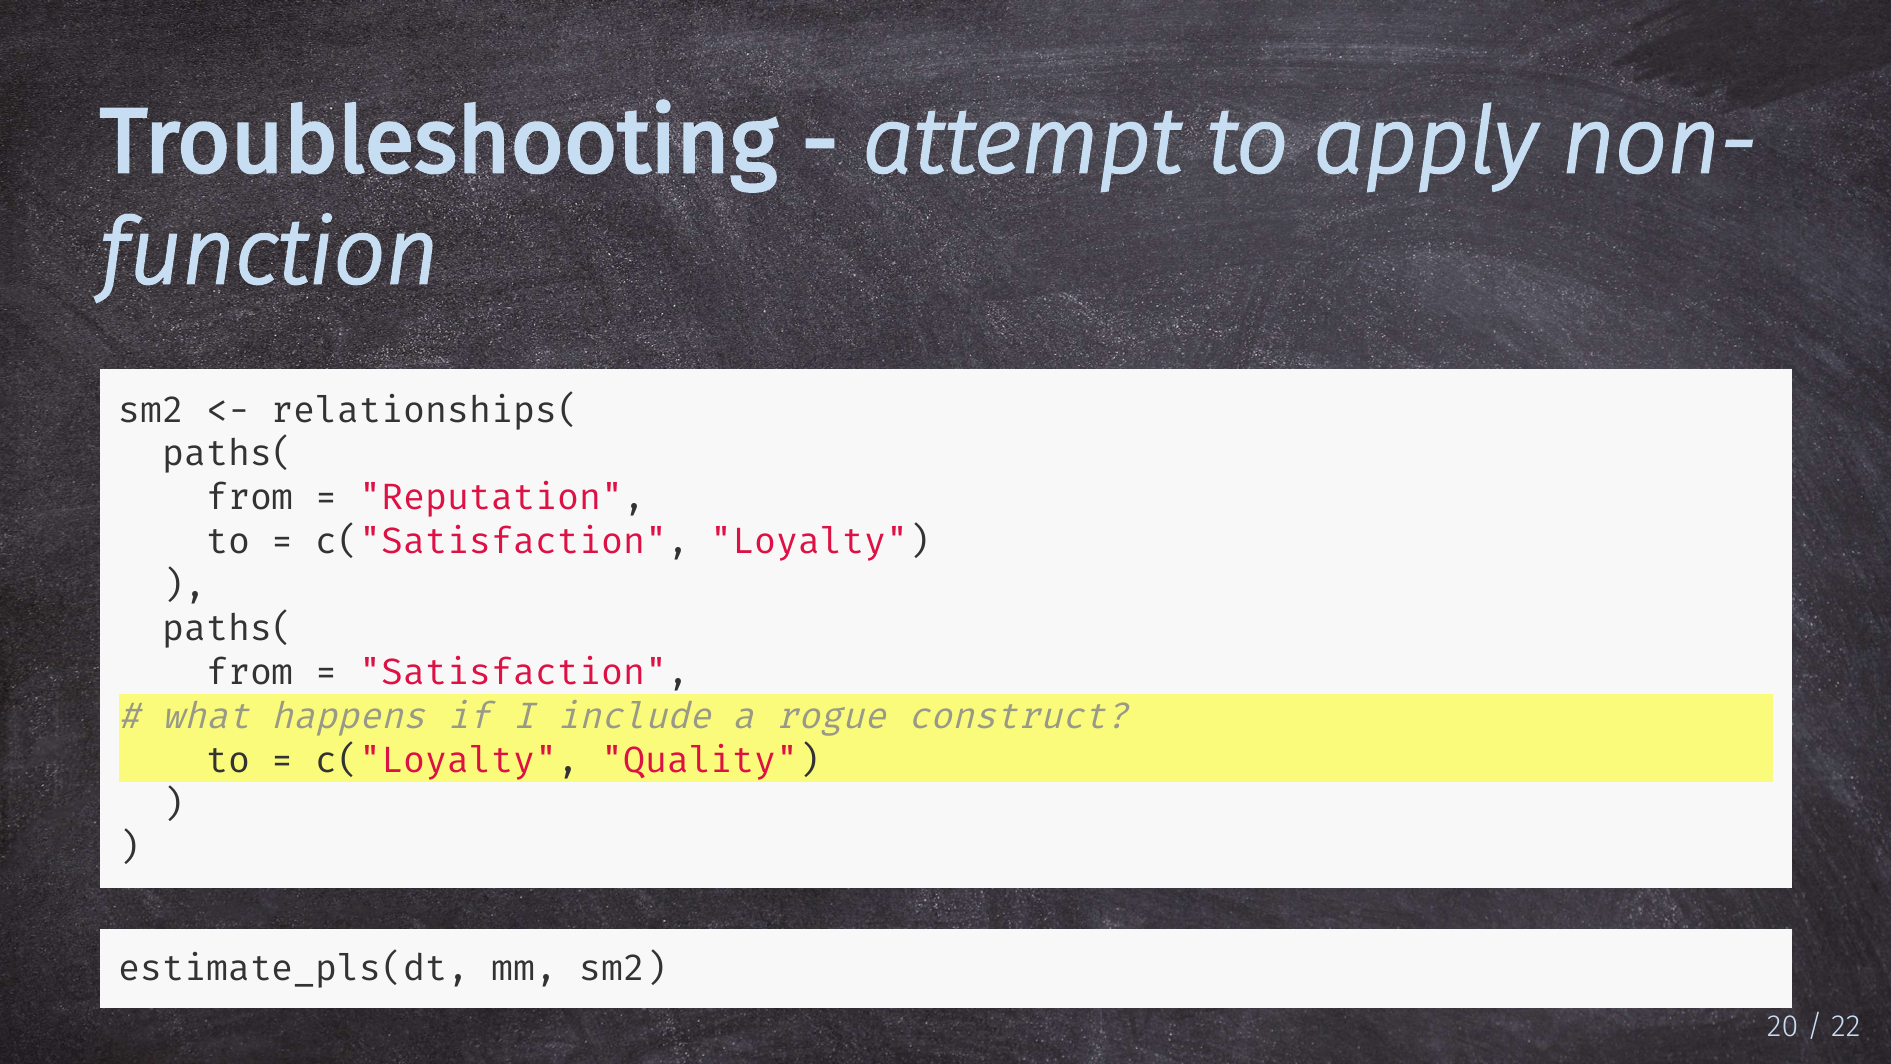 Troubleshooting - attempt to apply non-
function
sm2 <- relationships(
  paths(
    from = "Reputation",
    to = c("Satisfaction", "Loyalty")
  ),
  paths(
    from = "Satisfaction",
# what happens if I include a rogue construct?
    to = c("Loyalty", "Quality")
  )
)
estimate_pls(dt, mm, sm2)
20 / 22